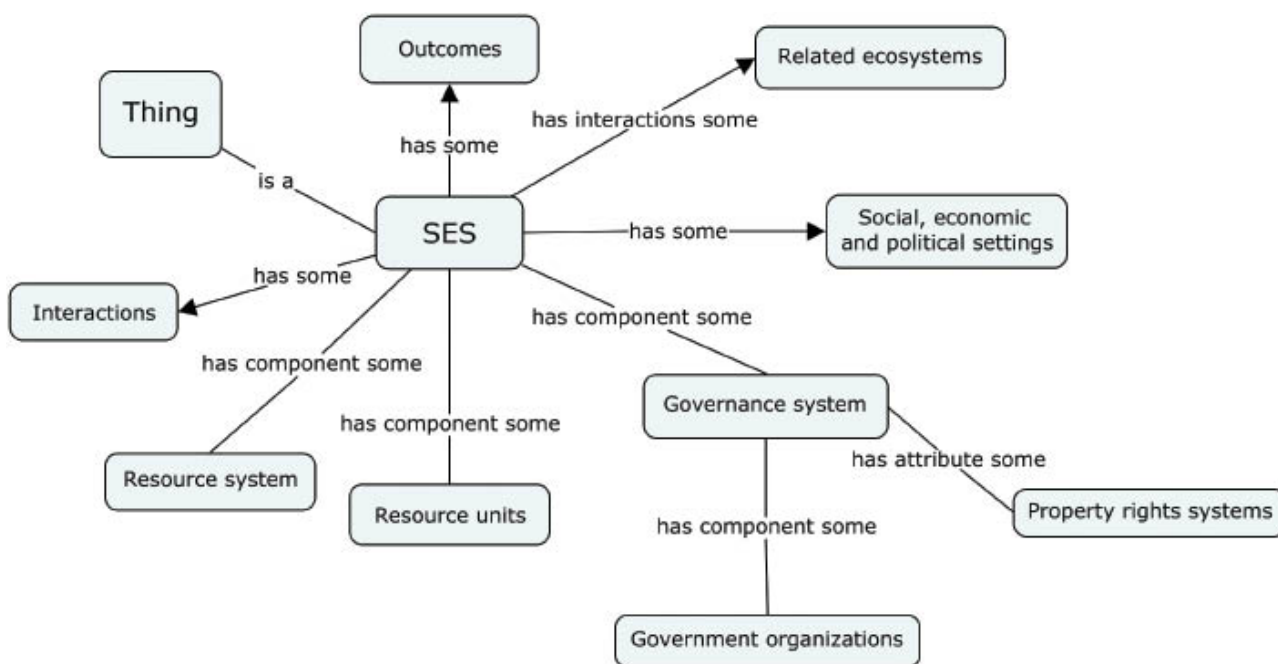 Outcomes
Related ecosystems
Thing
has interactions some
has some
is a
SES
Social, economic
and political settings
has some
has some
Interactions
has component some
has component some
Governance system
has component some
has attribute some
Resource system
Resource units
Property rights systems
has component some
Government organizations